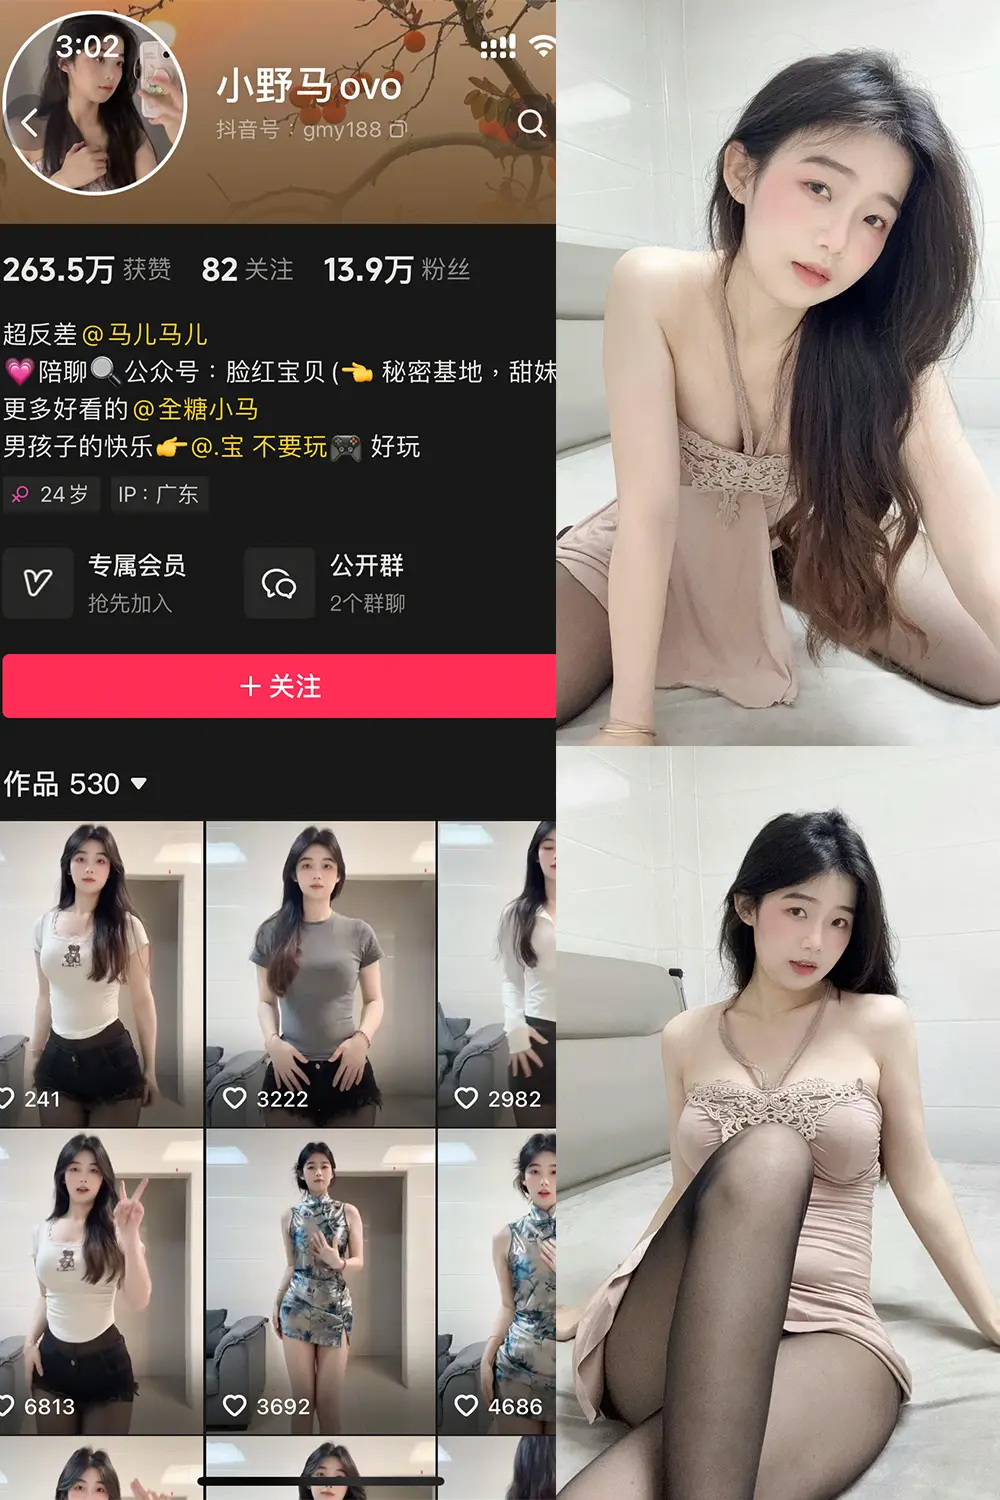 3:02
小野马ovo
抖音号：gmy188
263.5万 获赞 82 关注 13.9万 粉丝
超反差@马儿马儿
💗陪聊🔍公众号：脸红宝贝(👈 秘密基地，甜妹
更多好看的@全糖小马
男孩子的快乐👉@.宝 不要玩🎮 好玩
24岁 IP：广东
专属会员 公开群
抢先加入 2个群聊
+ 关注
作品 530
241 3222 2982
6813 3692 4686